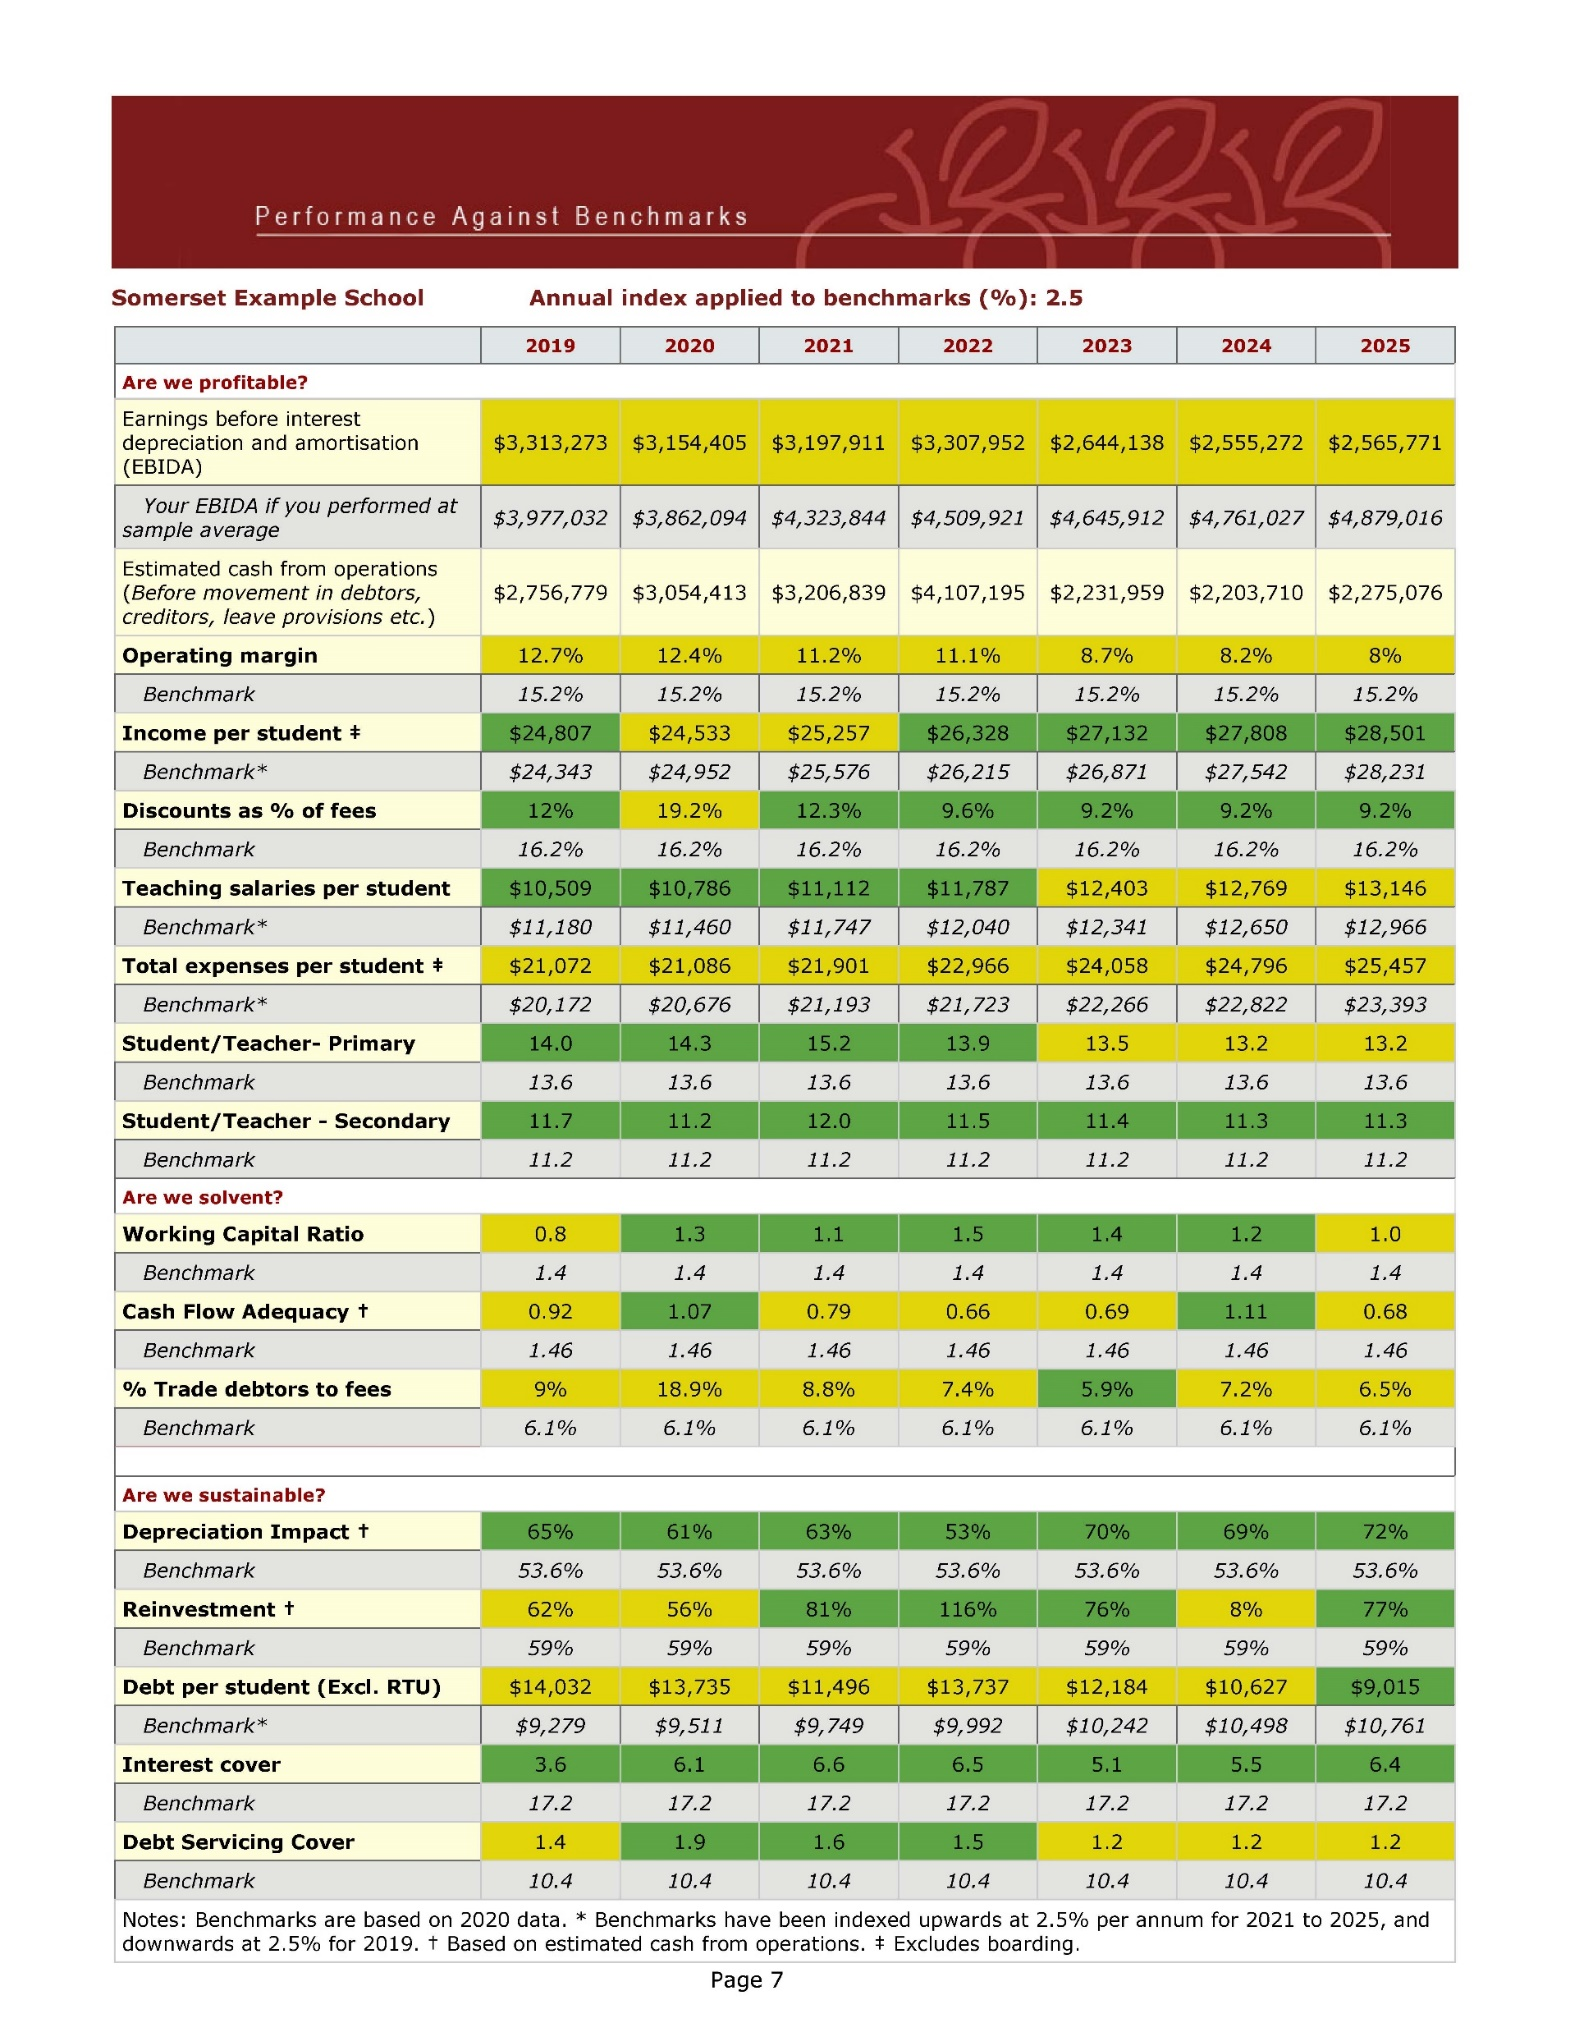 Performance Against Benchmarks
Somerset Example School Annual index applied to benchmarks (%): 2.5
2019 2020 2021 2022 2023 2024 2025
Are we profitable?
Earnings before interest
depreciation and amortisation
(EBIDA)
$3,313,273 $3,154,405 $3,197,911 $3,307,952 $2,644,138 $2,555,272 $2,565,771
Your EBIDA if you performed at
sample average
$3,977,032 $3,862,094 $4,323,844 $4,509,921 $4,645,912 $4,761,027 $4,879,016
Estimated cash from operations
(Before movement in debtors,
creditors, leave provisions etc.)
$2,756,779 $3,054,413 $3,206,839 $4,107,195 $2,231,959 $2,203,710 $2,275,076
Operating margin 12.7% 12.4% 11.2% 11.1% 8.7% 8.2% 8%
Benchmark 15.2% 15.2% 15.2% 15.2% 15.2% 15.2% 15.2%
Income per student ‡ $24,807 $24,533 $25,257 $26,328 $27,132 $27,808 $28,501
Benchmark* $24,343 $24,952 $25,576 $26,215 $26,871 $27,542 $28,231
Discounts as % of fees 12% 19.2% 12.3% 9.6% 9.2% 9.2% 9.2%
Benchmark 16.2% 16.2% 16.2% 16.2% 16.2% 16.2% 16.2%
Teaching salaries per student $10,509 $10,786 $11,112 $11,787 $12,403 $12,769 $13,146
Benchmark* $11,180 $11,460 $11,747 $12,040 $12,341 $12,650 $12,966
Total expenses per student ‡ $21,072 $21,086 $21,901 $22,966 $24,058 $24,796 $25,457
Benchmark* $20,172 $20,676 $21,193 $21,723 $22,266 $22,822 $23,393
Student/Teacher- Primary 14.0 14.3 15.2 13.9 13.5 13.2 13.2
Benchmark 13.6 13.6 13.6 13.6 13.6 13.6 13.6
Student/Teacher - Secondary 11.7 11.2 12.0 11.5 11.4 11.3 11.3
Benchmark 11.2 11.2 11.2 11.2 11.2 11.2 11.2
Are we solvent?
Working Capital Ratio 0.8 1.3 1.1 1.5 1.4 1.2 1.0
Benchmark 1.4 1.4 1.4 1.4 1.4 1.4 1.4
Cash Flow Adequacy † 0.92 1.07 0.79 0.66 0.69 1.11 0.68
Benchmark 1.46 1.46 1.46 1.46 1.46 1.46 1.46
% Trade debtors to fees 9% 18.9% 8.8% 7.4% 5.9% 7.2% 6.5%
Benchmark 6.1% 6.1% 6.1% 6.1% 6.1% 6.1% 6.1%
Are we sustainable?
Depreciation Impact † 65% 61% 63% 53% 70% 69% 72%
Benchmark 53.6% 53.6% 53.6% 53.6% 53.6% 53.6% 53.6%
Reinvestment † 62% 56% 81% 116% 76% 8% 77%
Benchmark 59% 59% 59% 59% 59% 59% 59%
Debt per student (Excl. RTU) $14,032 $13,735 $11,496 $13,737 $12,184 $10,627 $9,015
Benchmark* $9,279 $9,511 $9,749 $9,992 $10,242 $10,498 $10,761
Interest cover 3.6 6.1 6.6 6.5 5.1 5.5 6.4
Benchmark 17.2 17.2 17.2 17.2 17.2 17.2 17.2
Debt Servicing Cover 1.4 1.9 1.6 1.5 1.2 1.2 1.2
Benchmark 10.4 10.4 10.4 10.4 10.4 10.4 10.4
Notes: Benchmarks are based on 2020 data. * Benchmarks have been indexed upwards at 2.5% per annum for 2021 to 2025, and
downwards at 2.5% for 2019. † Based on estimated cash from operations. ‡ Excludes boarding.
Page 7